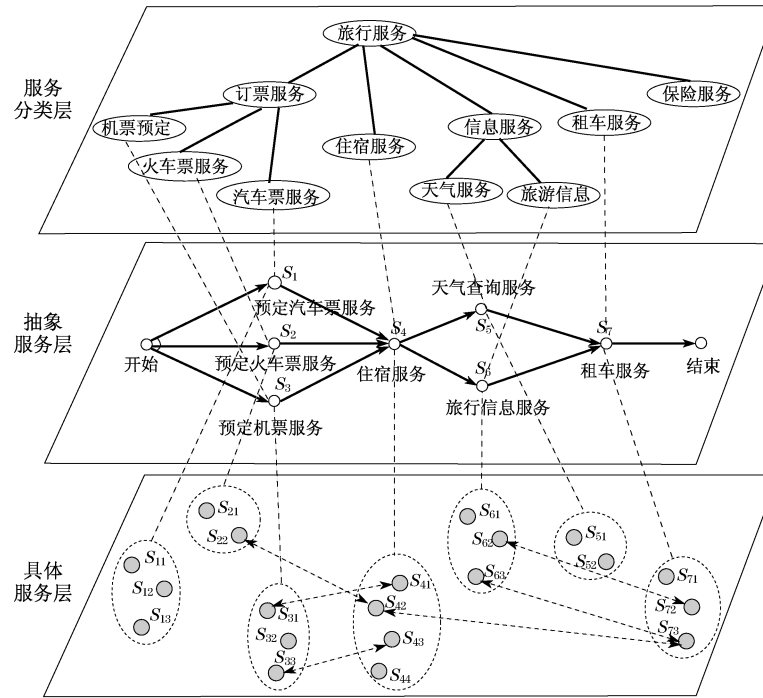 旅行服务
服务
分类层
订票服务
保险服务
机票预定
信息服务
租车服务
火车票服务
住宿服务
汽车票服务
天气服务
旅游信息
抽象
服务层
S1
预定汽车票服务
天气查询服务
S2
S4
S5
S7
开始
预定火车票服务
住宿服务
租车服务
结束
S3
S6
预定机票服务
旅行信息服务
具体
服务层
S21
S22
S61
S62
S63
S51
S52
S11
S12
S13
S31
S32
S33
S41
S42
S43
S44
S71
S72
S73